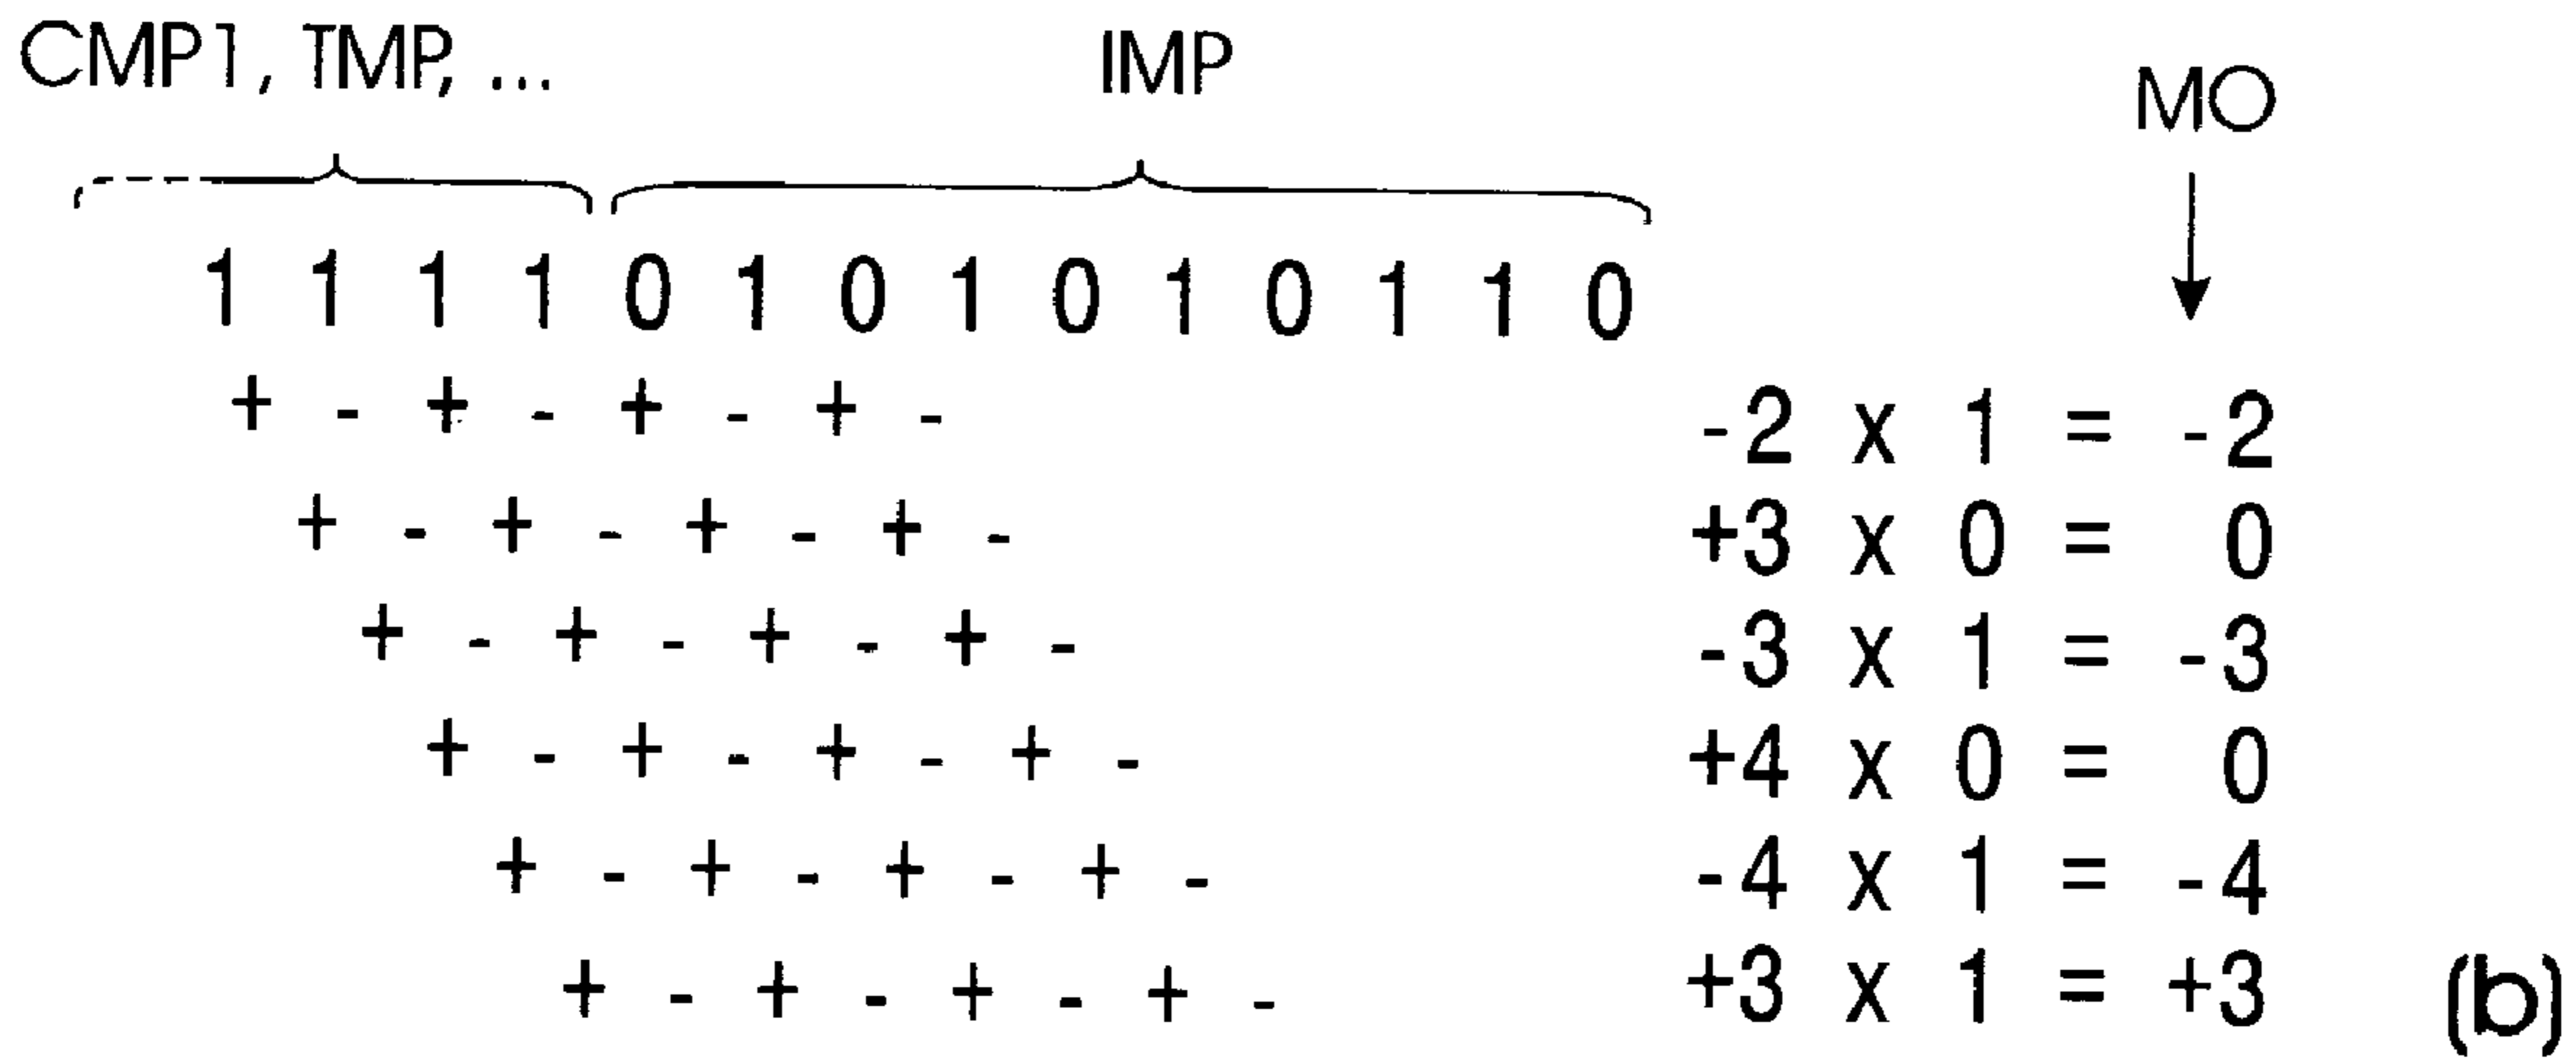 CMP1, TMP, ... IMP MO
1 1 1 1 0 1 0 1 0 1 0 1 1 0
+ - + - + - + - -2 x 1 = -2
+ - + - + - + - +3 x 0 = 0
+ - + - + - + - -3 x 1 = -3
+ - + - + - + - +4 x 0 = 0
+ - + - + - + - -4 x 1 = -4
+ - + - + - + - +3 x 1 = +3 (b)